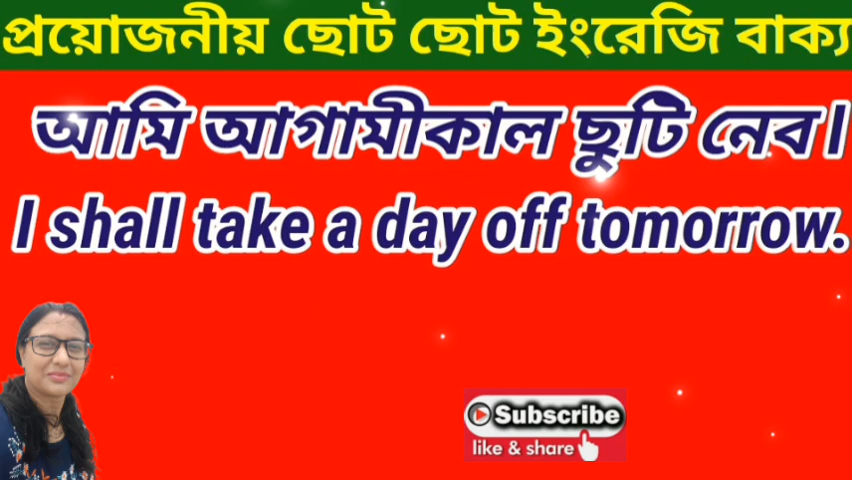 প্রয়োজনীয় ছোট ছোট ইংরেজি বাক্য
আমি আগামীকাল ছুটি নেব।
I shall take a day off tomorrow.
Subscribe
like & share